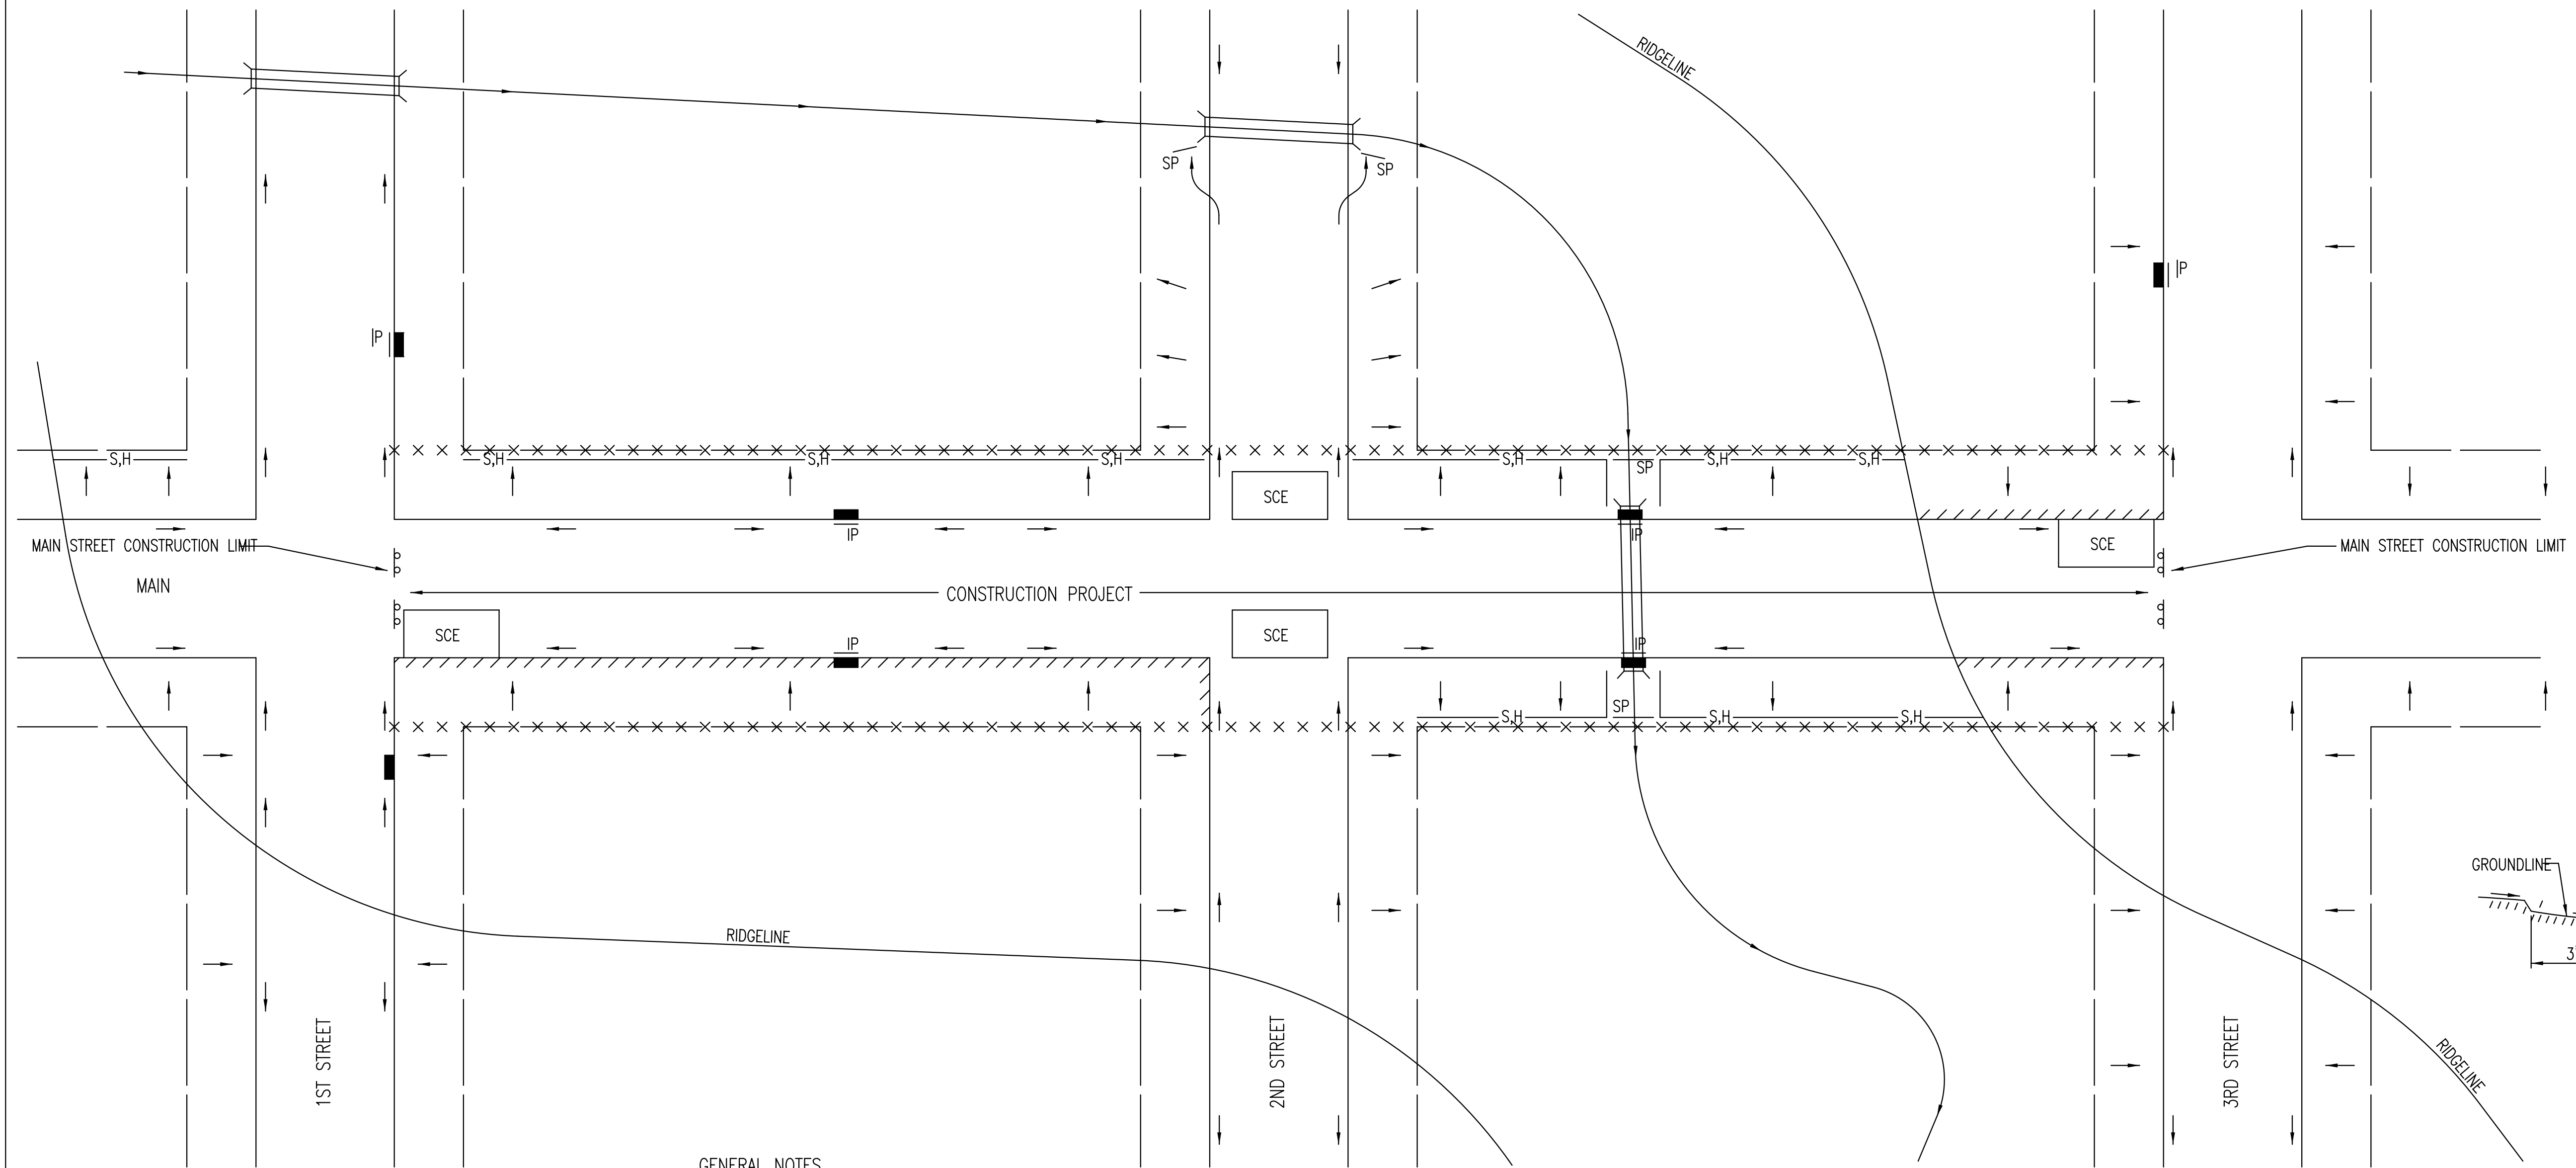 RIDGELINE
SP
SP
IP
IP
S,H
S,H
S,H
S,H
S,H
SP
S,H
S,H
SCE
IP
IP
MAIN STREET CONSTRUCTION LIMIT
SCE
MAIN STREET CONSTRUCTION LIMIT
MAIN
CONSTRUCTION PROJECT
SCE
SCE
IP
IP
SP
S,H
S,H
S,H
GROUNDLINE
RIDGELINE
3'
1ST STREET
2ND STREET
3RD STREET
RIDGELINE
GENERAL NOTES